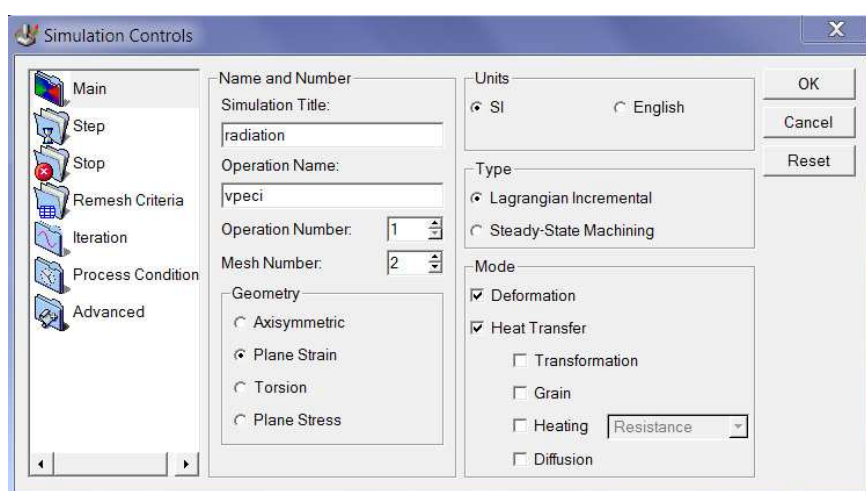 Simulation Controls
X
Main
Step
Stop
Remesh Criteria
Iteration
Process Condition
Advanced
Name and Number
Simulation Title:
radiation
Operation Name:
vpeci
Operation Number:
1
Mesh Number:
2
Geometry
Axisymmetric
Plane Strain
Torsion
Plane Stress
Units
SI
English
Type
Lagrangian Incremental
Steady-State Machining
Mode
Deformation
Heat Transfer
Transformation
Grain
Heating
Resistance
Diffusion
OK
Cancel
Reset